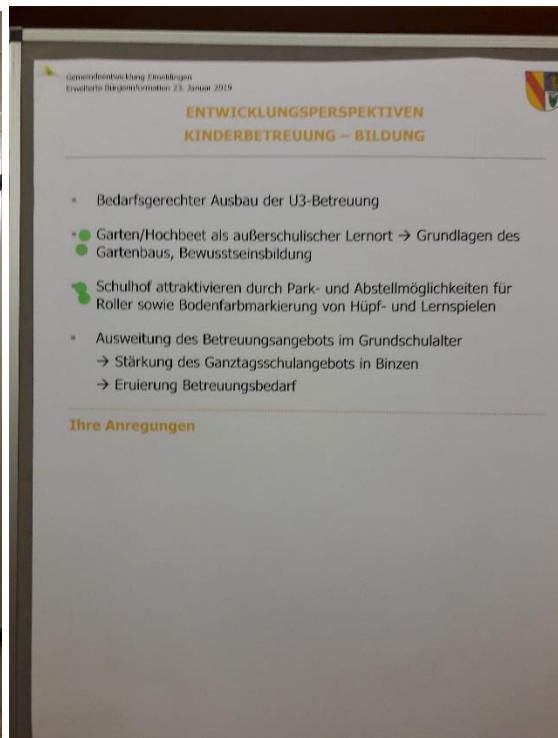 Gemeindeentwicklung Eimeldingen
Erweiterte Bürgerinformation 23. Januar 2019
ENTWICKLUNGSPERSPEKTIVEN
KINDERBETREUUNG – BILDUNG
▪ Bedarfsgerechter Ausbau der U3-Betreuung
▪ Garten/Hochbeet als außerschulischer Lernort → Grundlagen des
Gartenbaus, Bewusstseinsbildung
Schulhof attraktivieren durch Park- und Abstellmöglichkeiten für
Roller sowie Bodenfarbmarkierung von Hüpf- und Lernspielen
▪ Ausweitung des Betreuungsangebots im Grundschulalter
→ Stärkung des Ganztagsschulangebots in Binzen
→ Eruierung Betreuungsbedarf
Ihre Anregungen